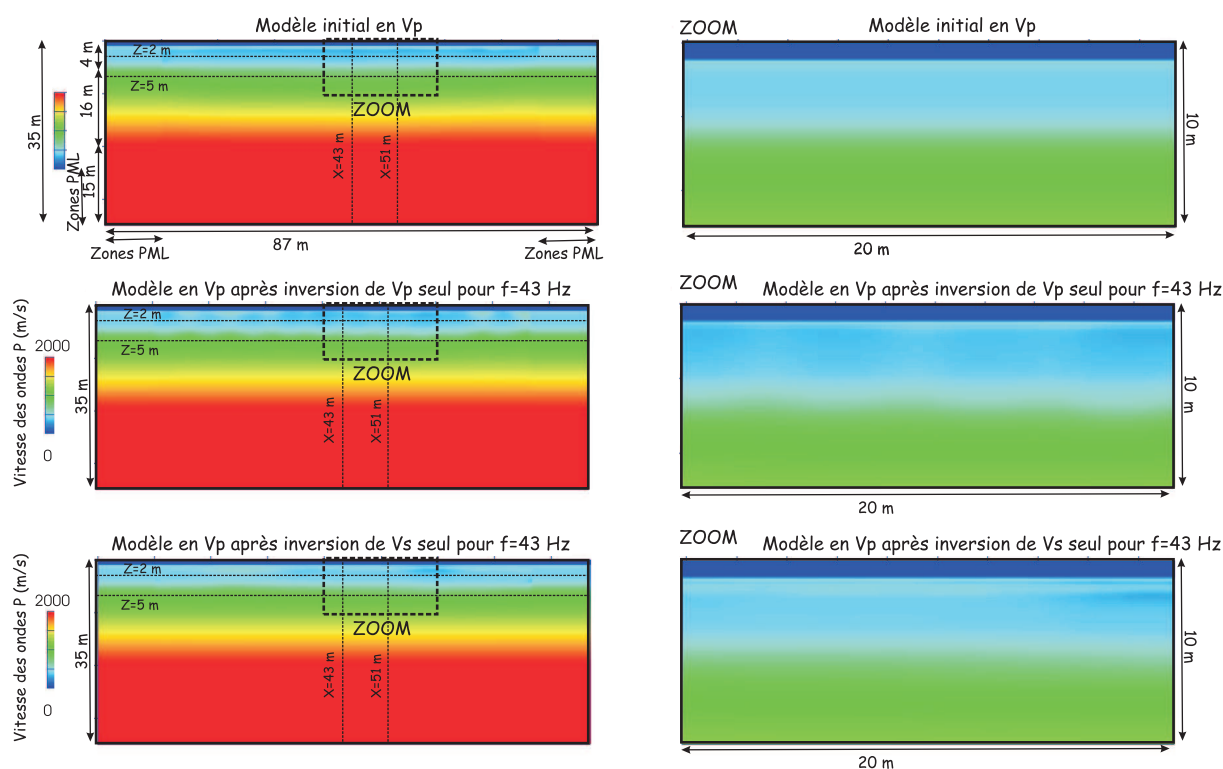 Modèle initial en Vp
Z=2 m
Z=5 m
ZOOM
X=43 m
X=51 m
35 m
4 m
16 m
15 m
Zones PML
87 m
Zones PML
Zones PML
ZOOM
Modèle initial en Vp
10 m
20 m
Modèle en Vp après inversion de Vp seul pour f=43 Hz
Vitesse des ondes P (m/s)
2000
0
35 m
Z=2 m
Z=5 m
ZOOM
X=43 m
X=51 m
ZOOM
Modèle en Vp après inversion de Vp seul pour f=43 Hz
10 m
20 m
Modèle en Vp après inversion de Vs seul pour f=43 Hz
Vitesse des ondes P (m/s)
2000
0
35 m
Z=2 m
Z=5 m
ZOOM
X=43 m
X=51 m
ZOOM
Modèle en Vp après inversion de Vs seul pour f=43 Hz
10 m
20 m